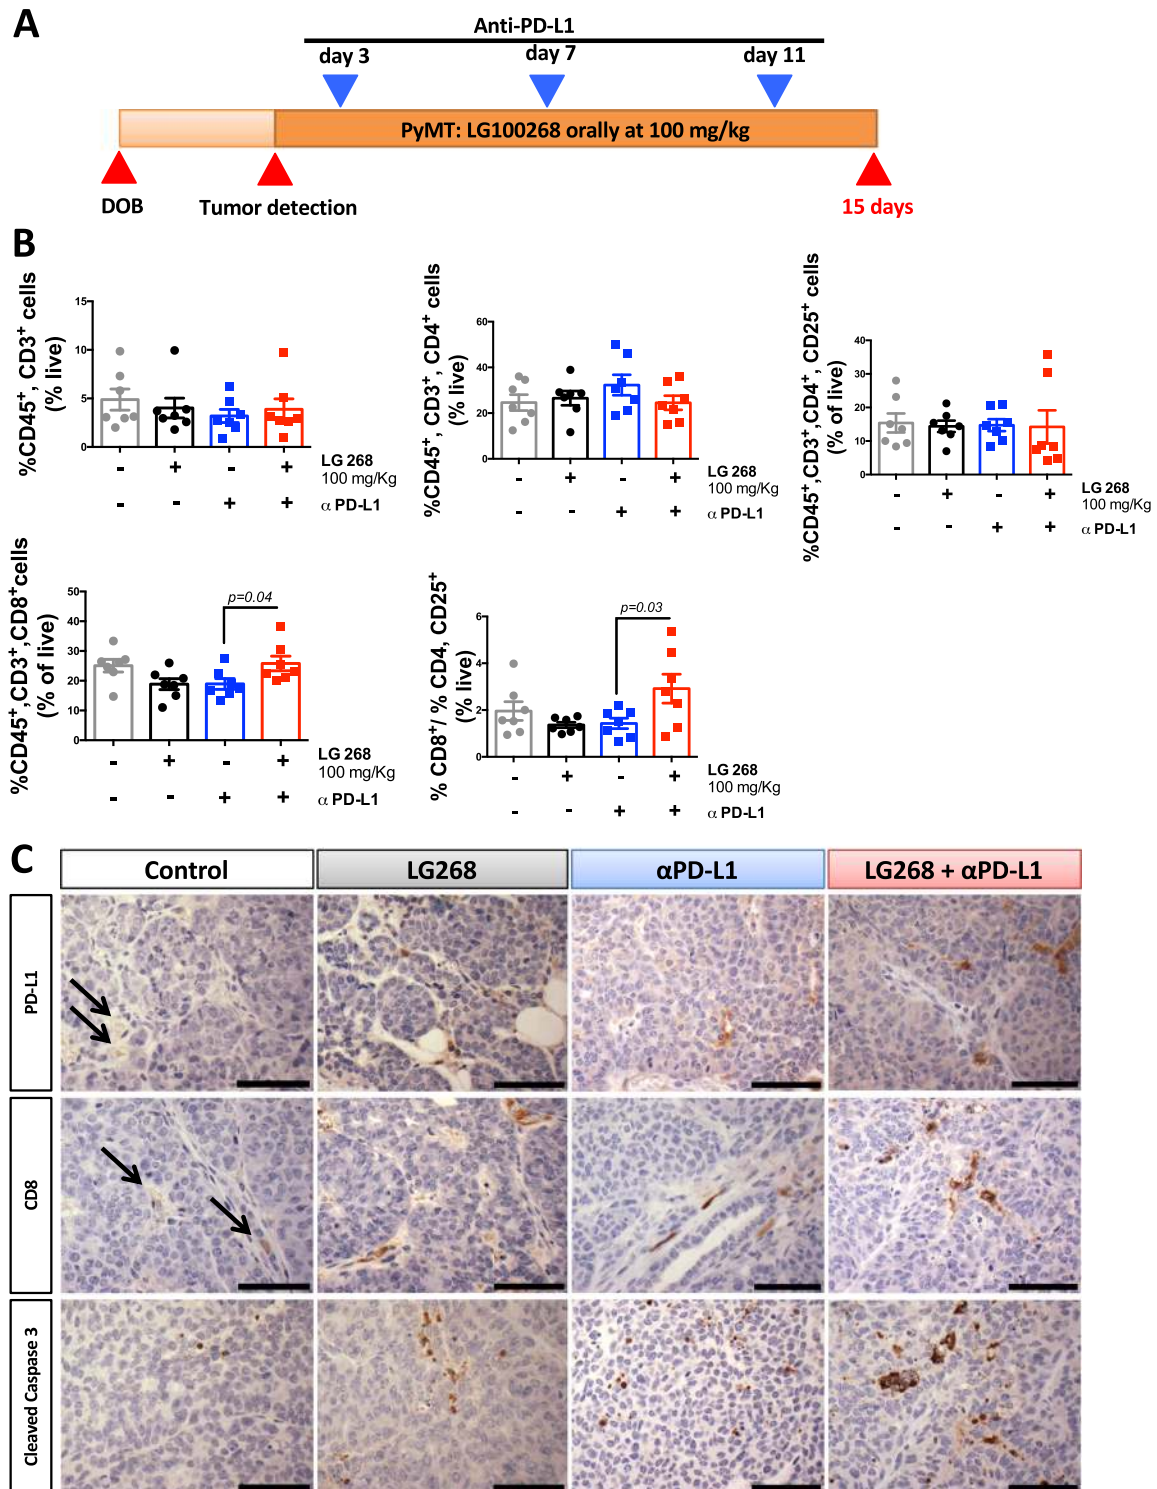 A
Anti-PD-L1
day 3
day 7
day 11
PyMT: LG100268 orally at 100 mg/kg
DOB
Tumor detection
15 days
B
%CD45+, CD3+ cells
(% live)
15
10
5
0
- + - +
LG 268
100 mg/Kg
- - + +
α PD-L1
%CD45+, CD3+, CD4+ cells
(% live)
60
40
20
0
- + - +
LG 268
100 mg/Kg
- - + +
α PD-L1
%CD45+,CD3+,CD4+, CD25+ cells
(% of live)
40
30
20
10
0
- + - +
LG 268
100 mg/Kg
- - + +
α PD-L1
%CD45+,CD3+,CD8+cells
(% of live)
50
40
30
20
10
0
p=0.04
- + - +
LG 268
100 mg/Kg
- - + +
α PD-L1
% CD8+/ % CD4, CD25+
(% live)
6
4
2
0
p=0.03
- + - +
LG 268
100 mg/Kg
- - + +
α PD-L1
C
Control
LG268
αPD-L1
LG268 + αPD-L1
PD-L1
CD8
Cleaved Caspase 3